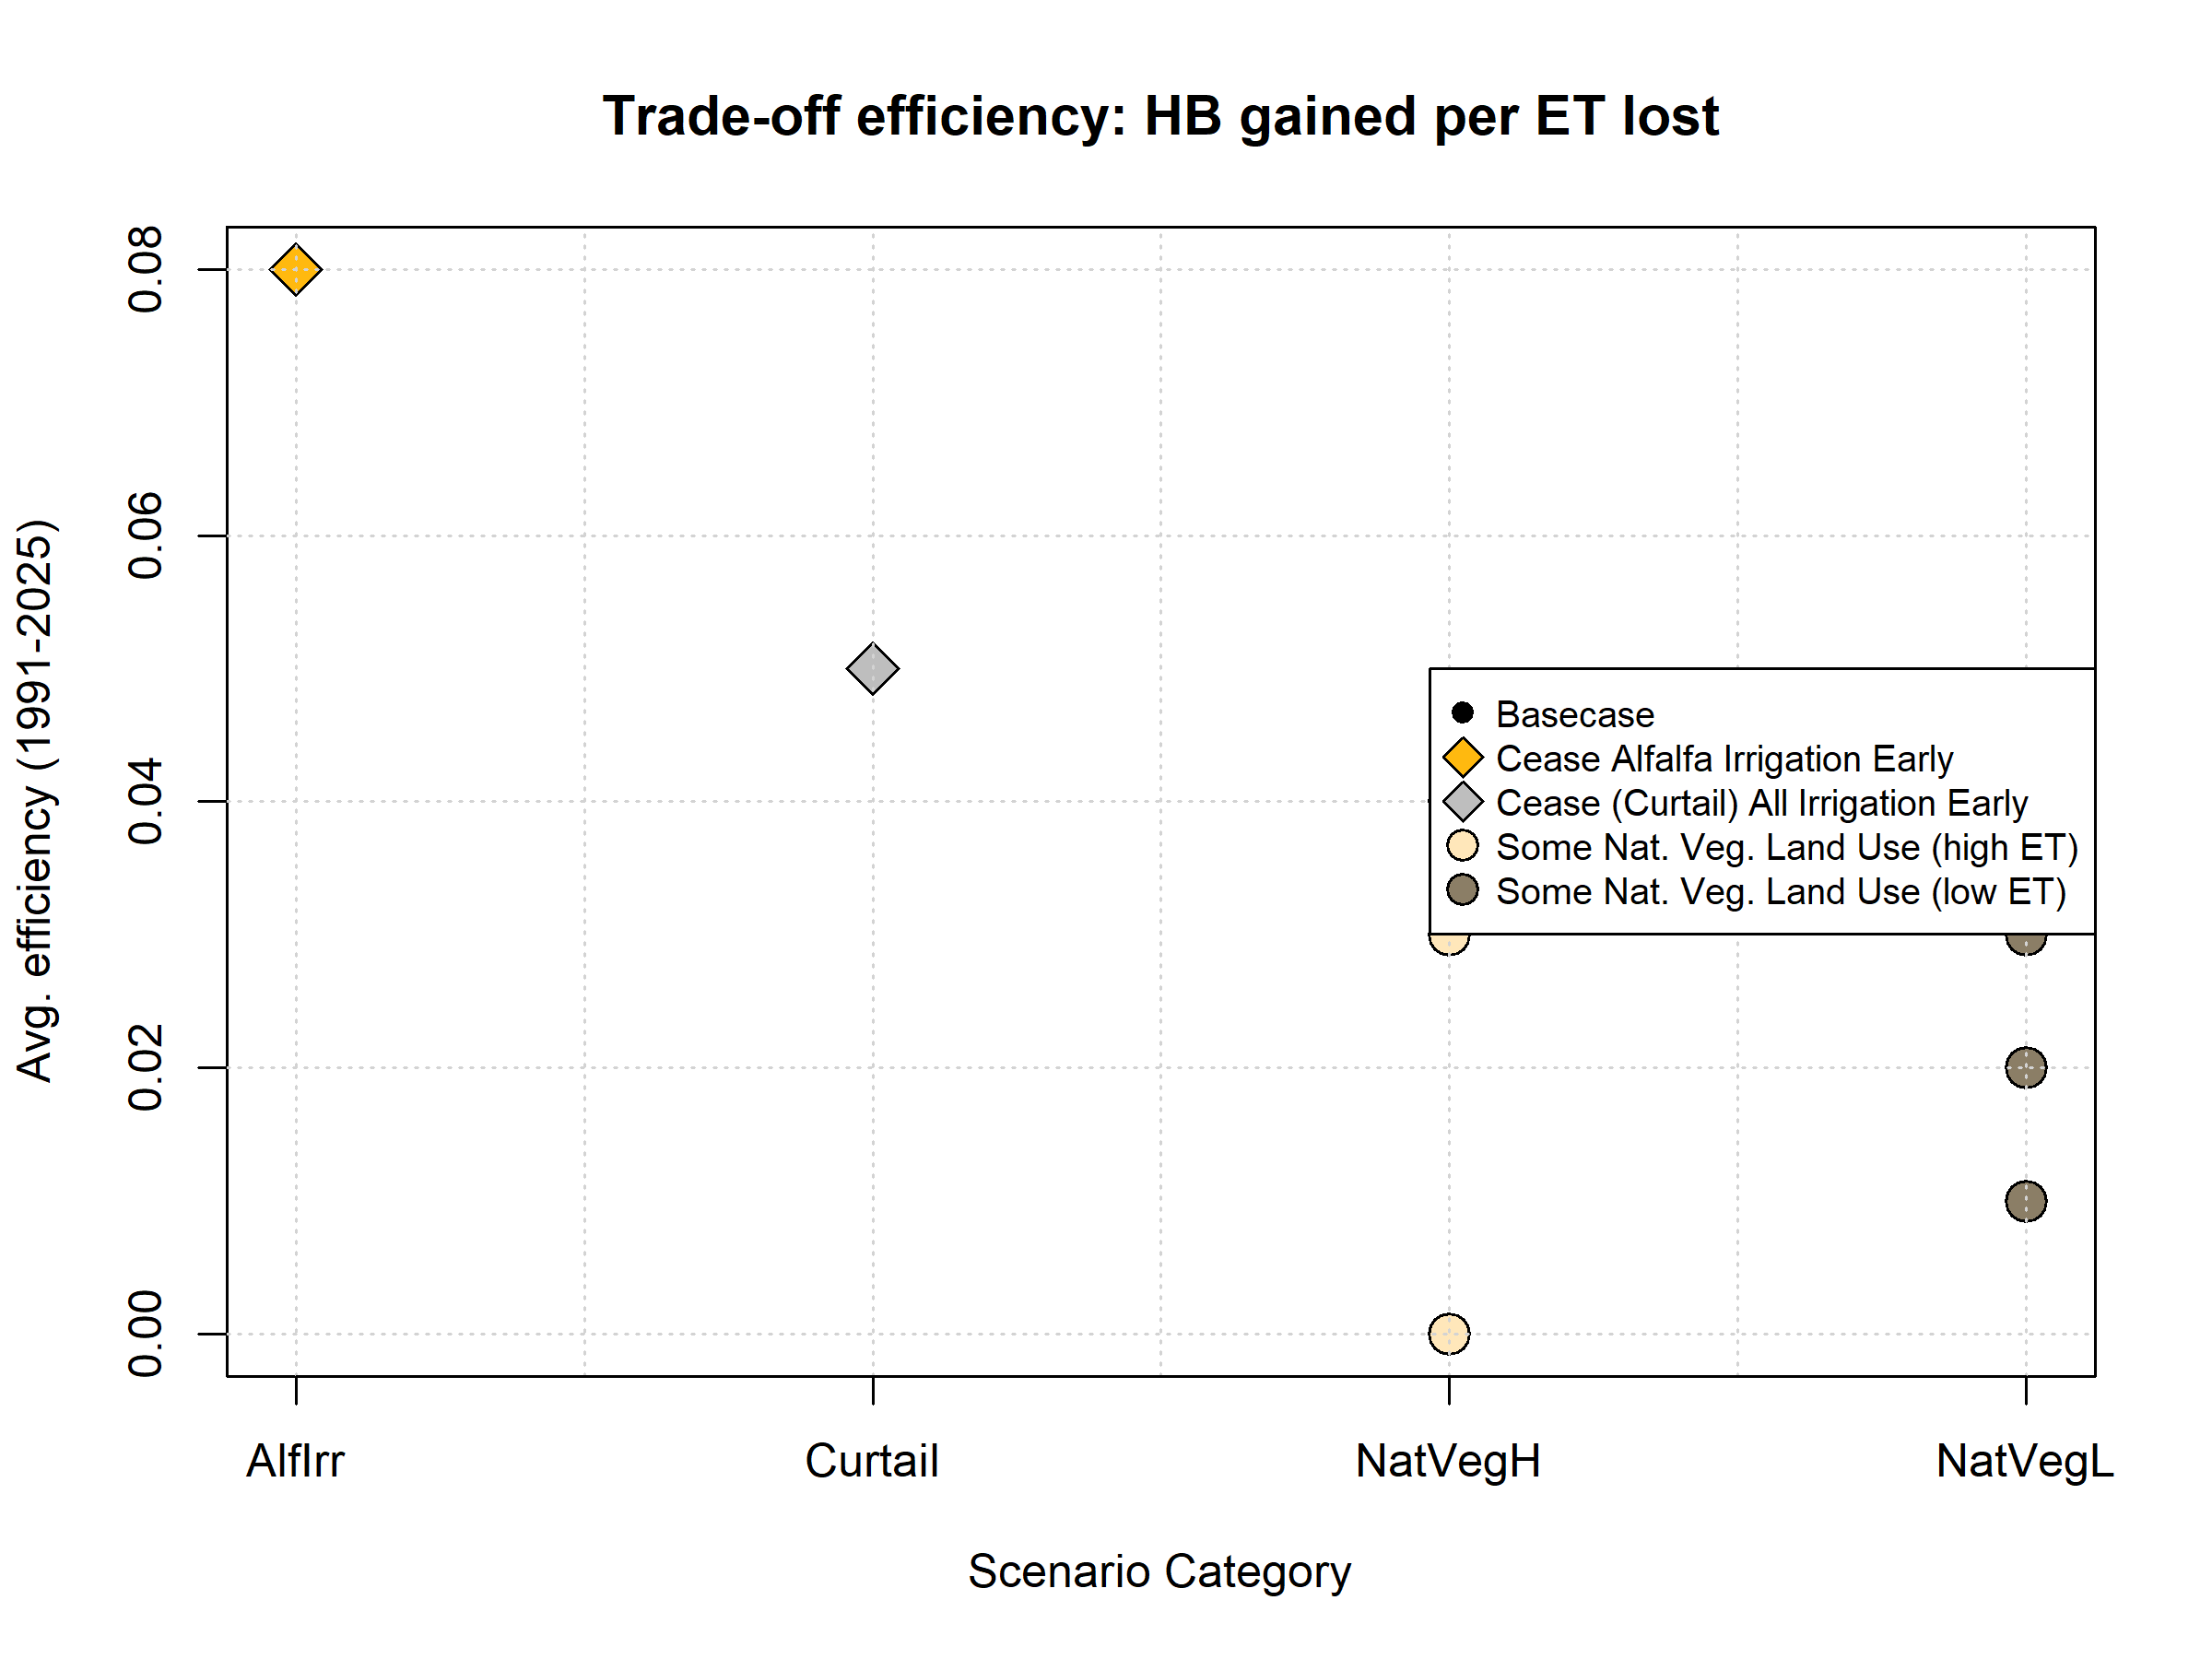 Trade-off efficiency: HB gained per ET lost
Avg. efficiency (1991-2025)
0.08
0.06
0.04
0.02
0.00
Basecase
Cease Alfalfa Irrigation Early
Cease (Curtail) All Irrigation Early
Some Nat. Veg. Land Use (high ET)
Some Nat. Veg. Land Use (low ET)
AlfIrr
Curtail
NatVegH
NatVegL
Scenario Category